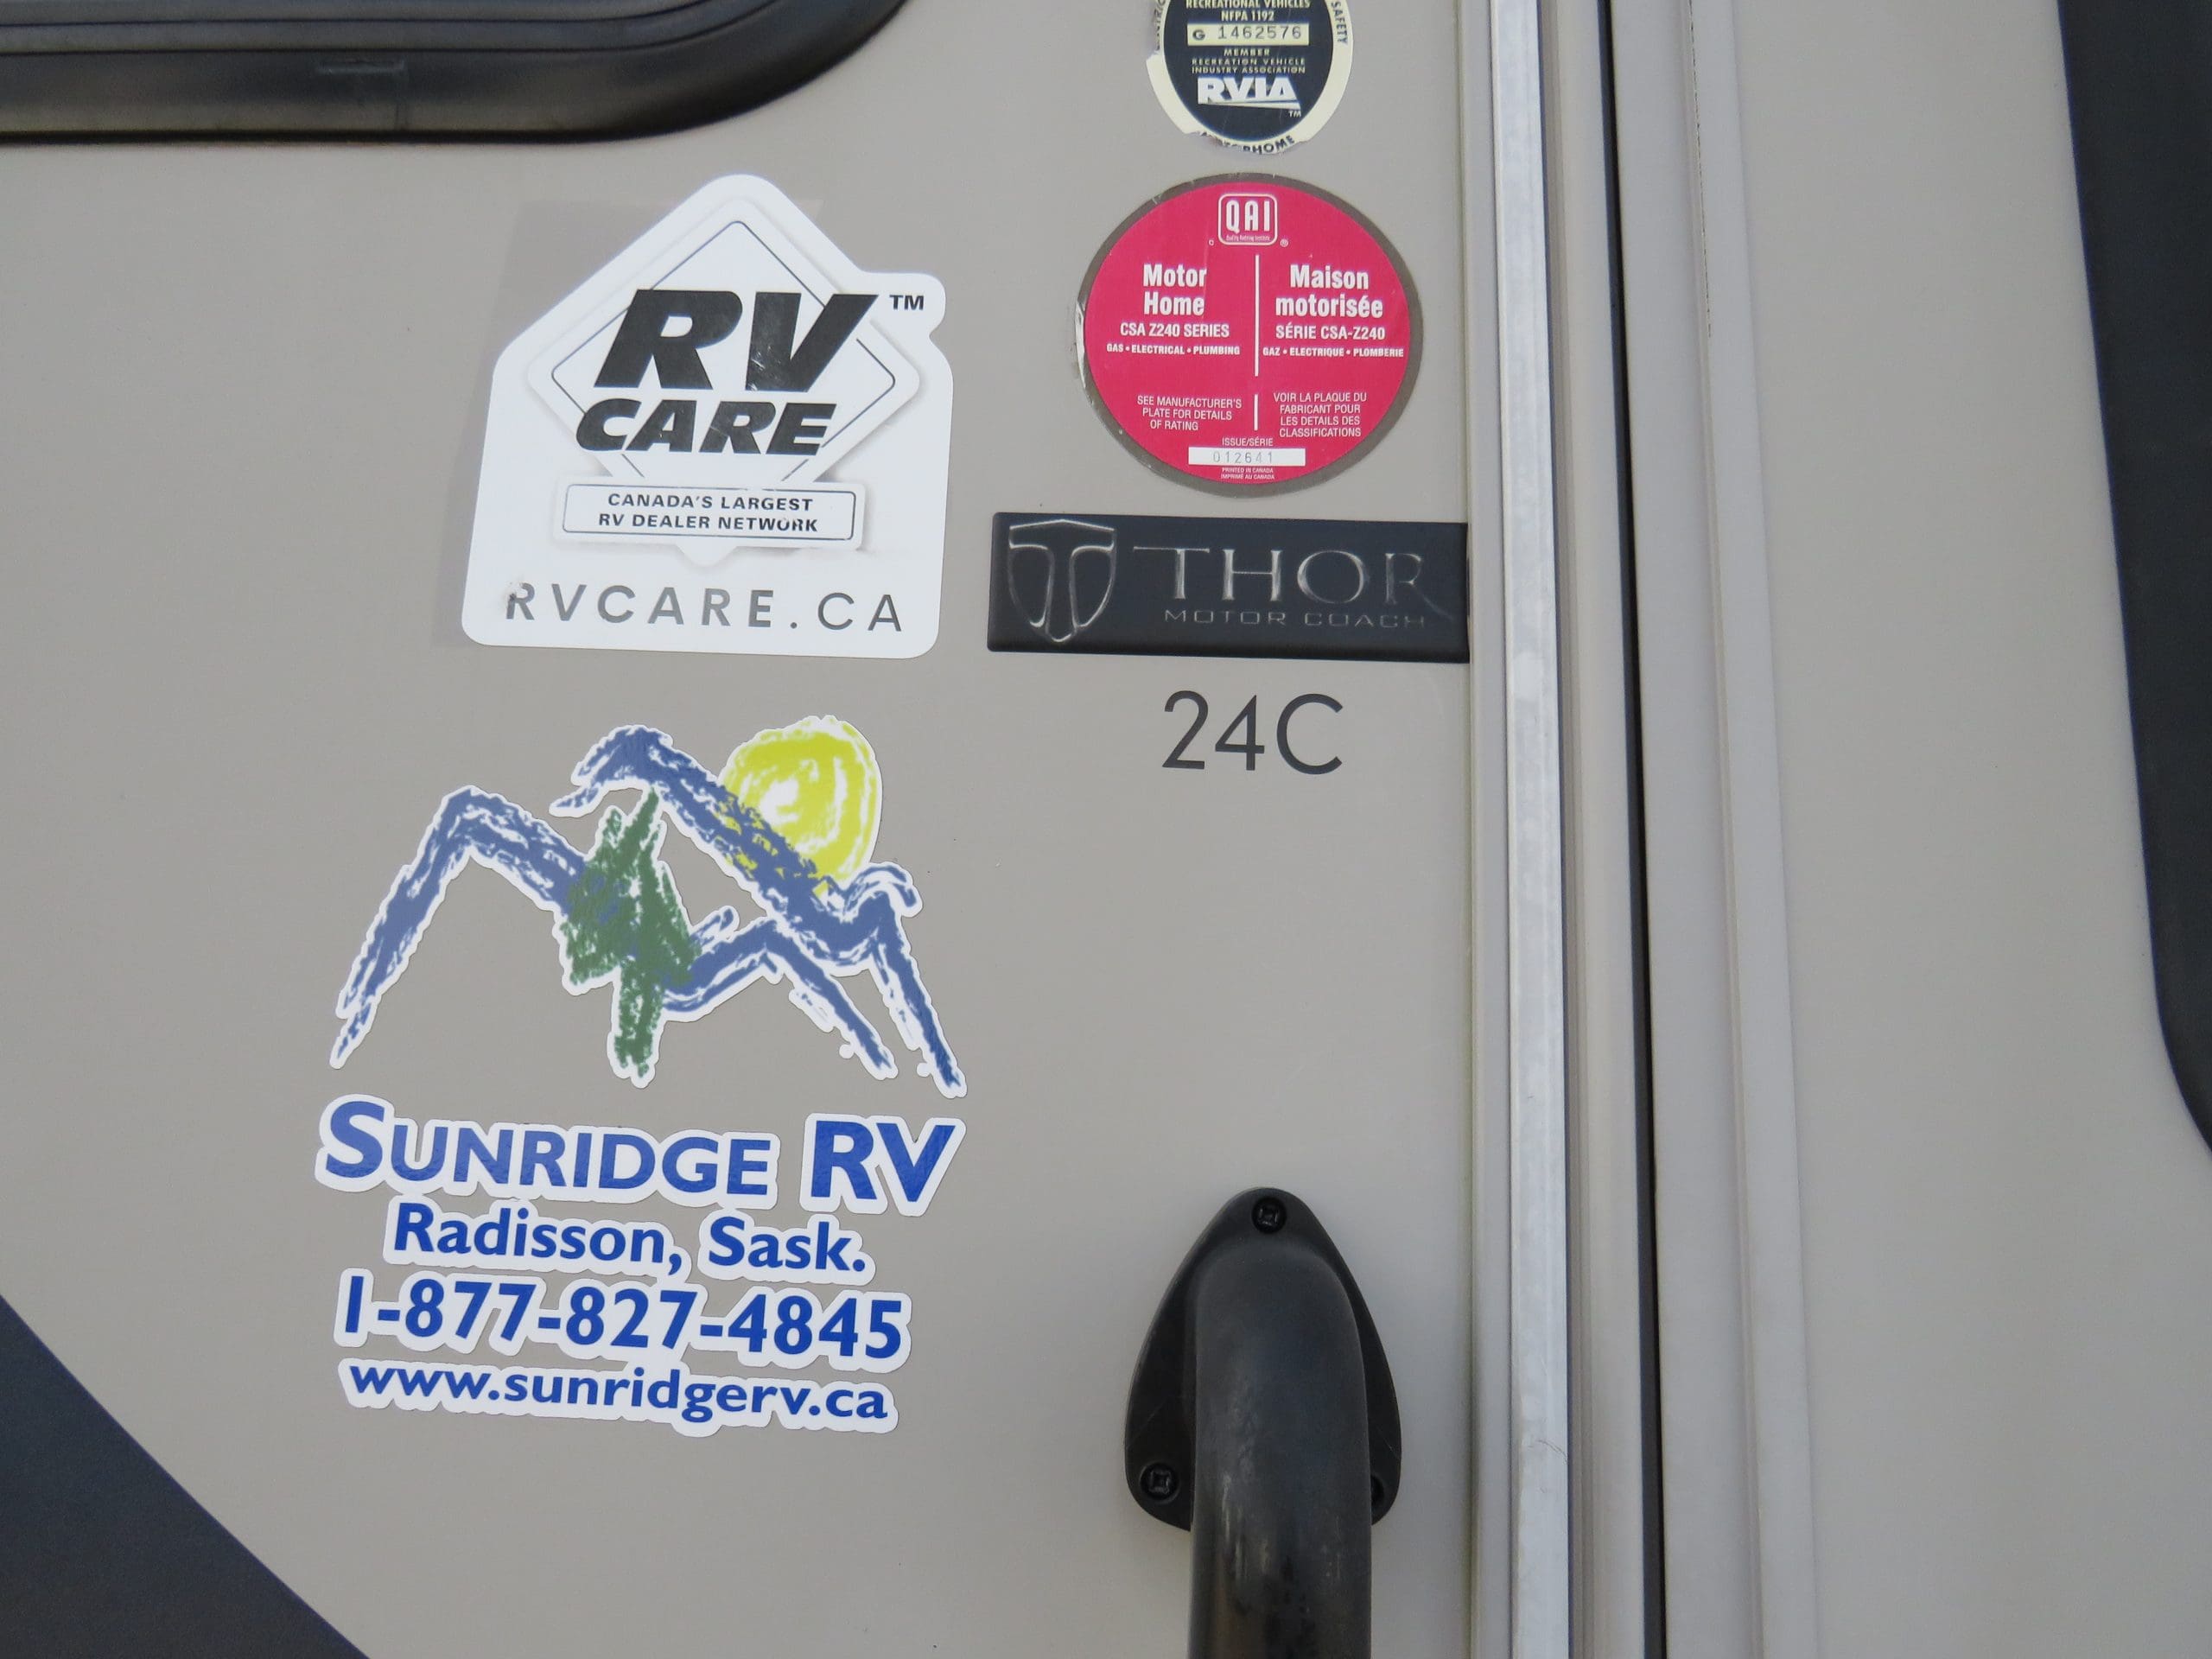 RECREATIONAL VEHICLES
NFPA 1192
G 1462576
MEMBER
RECREATION VEHICLE
INDUSTRY ASSOCIATION
RVIA
TM
SAFETY
QAI
Motor
Home
CSA Z240 SERIES
GAS • ELECTRICAL • PLUMBING
SEE MANUFACTURER'S
PLATE FOR DETAILS
OF RATING
Maison
motorisée
SÉRIE CSA-Z240
GAZ • ELECTRIQUE • PLOMBERIE
VOIR LA PLAQUE DU
FABRICANT POUR
LES DETAILS DES
CLASSIFICATIONS
ISSUE/SÉRIE
012641
PRINTED IN CANADA
IMPRIMÉ AU CANADA
RV TM
CARE
CANADA'S LARGEST
RV DEALER NETWORK
RVCARE.CA
THOR
MOTOR COACH
24C
SUNRIDGE RV
Radisson, Sask.
1-877-827-4845
www.sunridgerv.ca